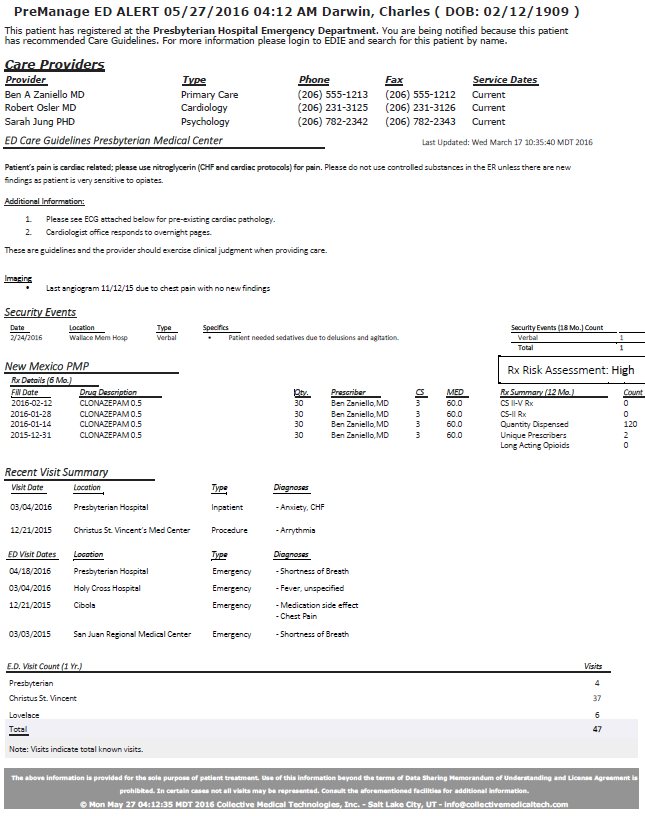 PreManage ED ALERT 05/27/2016 04:12 AM Darwin, Charles ( DOB: 02/12/1909 )
This patient has registered at the Presbyterian Hospital Emergency Department. You are being notified because this patient
has recommended Care Guidelines. For more information please login to EDIE and search for this patient by name.
Care Providers
Provider Type Phone Fax Service Dates
Ben A Zaniello MD Primary Care (206) 555-1213 (206) 555-1212 Current
Robert Osler MD Cardiology (206) 231-3125 (206) 231-3126 Current
Sarah Jung PHD Psychology (206) 782-2342 (206) 782-2343 Current
ED Care Guidelines Presbyterian Medical Center Last Updated: Wed March 17 10:35:40 MDT 2016
Patient's pain is cardiac related; please use nitroglycerin (CHF and cardiac protocols) for pain. Please do not use controlled substances in the ER unless there are new
findings as patient is very sensitive to opiates.
Additional Information:
1. Please see ECG attached below for pre-existing cardiac pathology.
2. Cardiologist office responds to overnight pages.
These are guidelines and the provider should exercise clinical judgment when providing care.
Imaging
• Last angiogram 11/12/15 due to chest pain with no new findings
Security Events
Date Location Type Specifics Security Events (18 Mo.) Count
2/24/2016 Wallace Mem Hosp Verbal • Patient needed sedatives due to delusions and agitation. Verbal 1
Total 1
New Mexico PMP Rx Risk Assessment: High
Rx Details (6 Mo.)
Fill Date Drug Description Qty. Prescriber CS MED Rx Summary (12 Mo.) Count
2016-02-12 CLONAZEPAM 0.5 30 Ben Zaniello,MD 3 60.0 CS II-V Rx 0
2016-01-28 CLONAZEPAM 0.5 30 Ben Zaniello,MD 3 60.0 CS-II Rx 0
2016-01-14 CLONAZEPAM 0.5 30 Ben Zaniello,MD 3 60.0 Quantity Dispensed 120
2015-12-31 CLONAZEPAM 0.5 30 Ben Zaniello,MD 3 60.0 Unique Prescribers 2
Long Acting Opioids 0
Recent Visit Summary
Visit Date Location Type Diagnoses
03/04/2016 Presbyterian Hospital Inpatient - Anxiety, CHF
12/21/2015 Christus St. Vincent's Med Center Procedure - Arrythmia
ED Visit Dates Location Type Diagnoses
04/18/2016 Presbyterian Hospital Emergency - Shortness of Breath
03/04/2016 Holy Cross Hospital Emergency - Fever, unspecified
12/21/2015 Cibola Emergency - Medication side effect
- Chest Pain
03/03/2015 San Juan Regional Medical Center Emergency - Shortness of Breath
E.D. Visit Count (1 Yr.) Visits
Presbyterian 4
Christus St. Vincent 37
Lovelace 6
Total 47
Note: Visits indicate total known visits.
The above information is provided for the sole purpose of patient treatment. Use of this information beyond the terms of Data Sharing Memorandum of Understanding and License Agreement is
prohibited. In certain cases not all visits may be represented. Consult the aforementioned facilities for additional information.
© Mon May 27 04:12:35 MDT 2016 Collective Medical Technologies, Inc. - Salt Lake City, UT - info@collectivemedicaltech.com